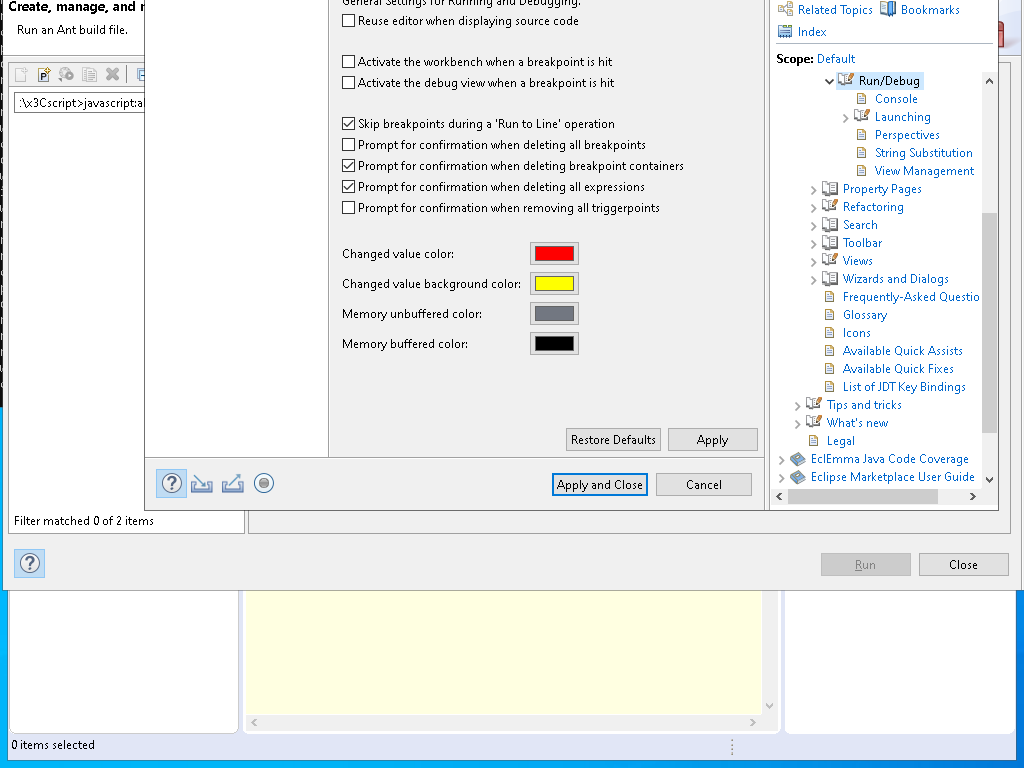 Create, manage, and r
Run an Ant build file.
:\x3Cscript>javascript:al
Filter matched 0 of 2 items
General Settings for Running and Debugging.
Reuse editor when displaying source code
Activate the workbench when a breakpoint is hit
Activate the debug view when a breakpoint is hit
Skip breakpoints during a 'Run to Line' operation
Prompt for confirmation when deleting all breakpoints
Prompt for confirmation when deleting breakpoint containers
Prompt for confirmation when deleting all expressions
Prompt for confirmation when removing all triggerpoints
Changed value color:
Changed value background color:
Memory unbuffered color:
Memory buffered color:
Restore Defaults Apply
Apply and Close Cancel
Related Topics Bookmarks
Index
Scope: Default
Run/Debug
Console
Launching
Perspectives
String Substitution
View Management
Property Pages
Refactoring
Search
Toolbar
Views
Wizards and Dialogs
Frequently-Asked Questio
Glossary
Icons
Available Quick Assists
Available Quick Fixes
List of JDT Key Bindings
Tips and tricks
What's new
Legal
EclEmma Java Code Coverage
Eclipse Marketplace User Guide
Run Close
0 items selected